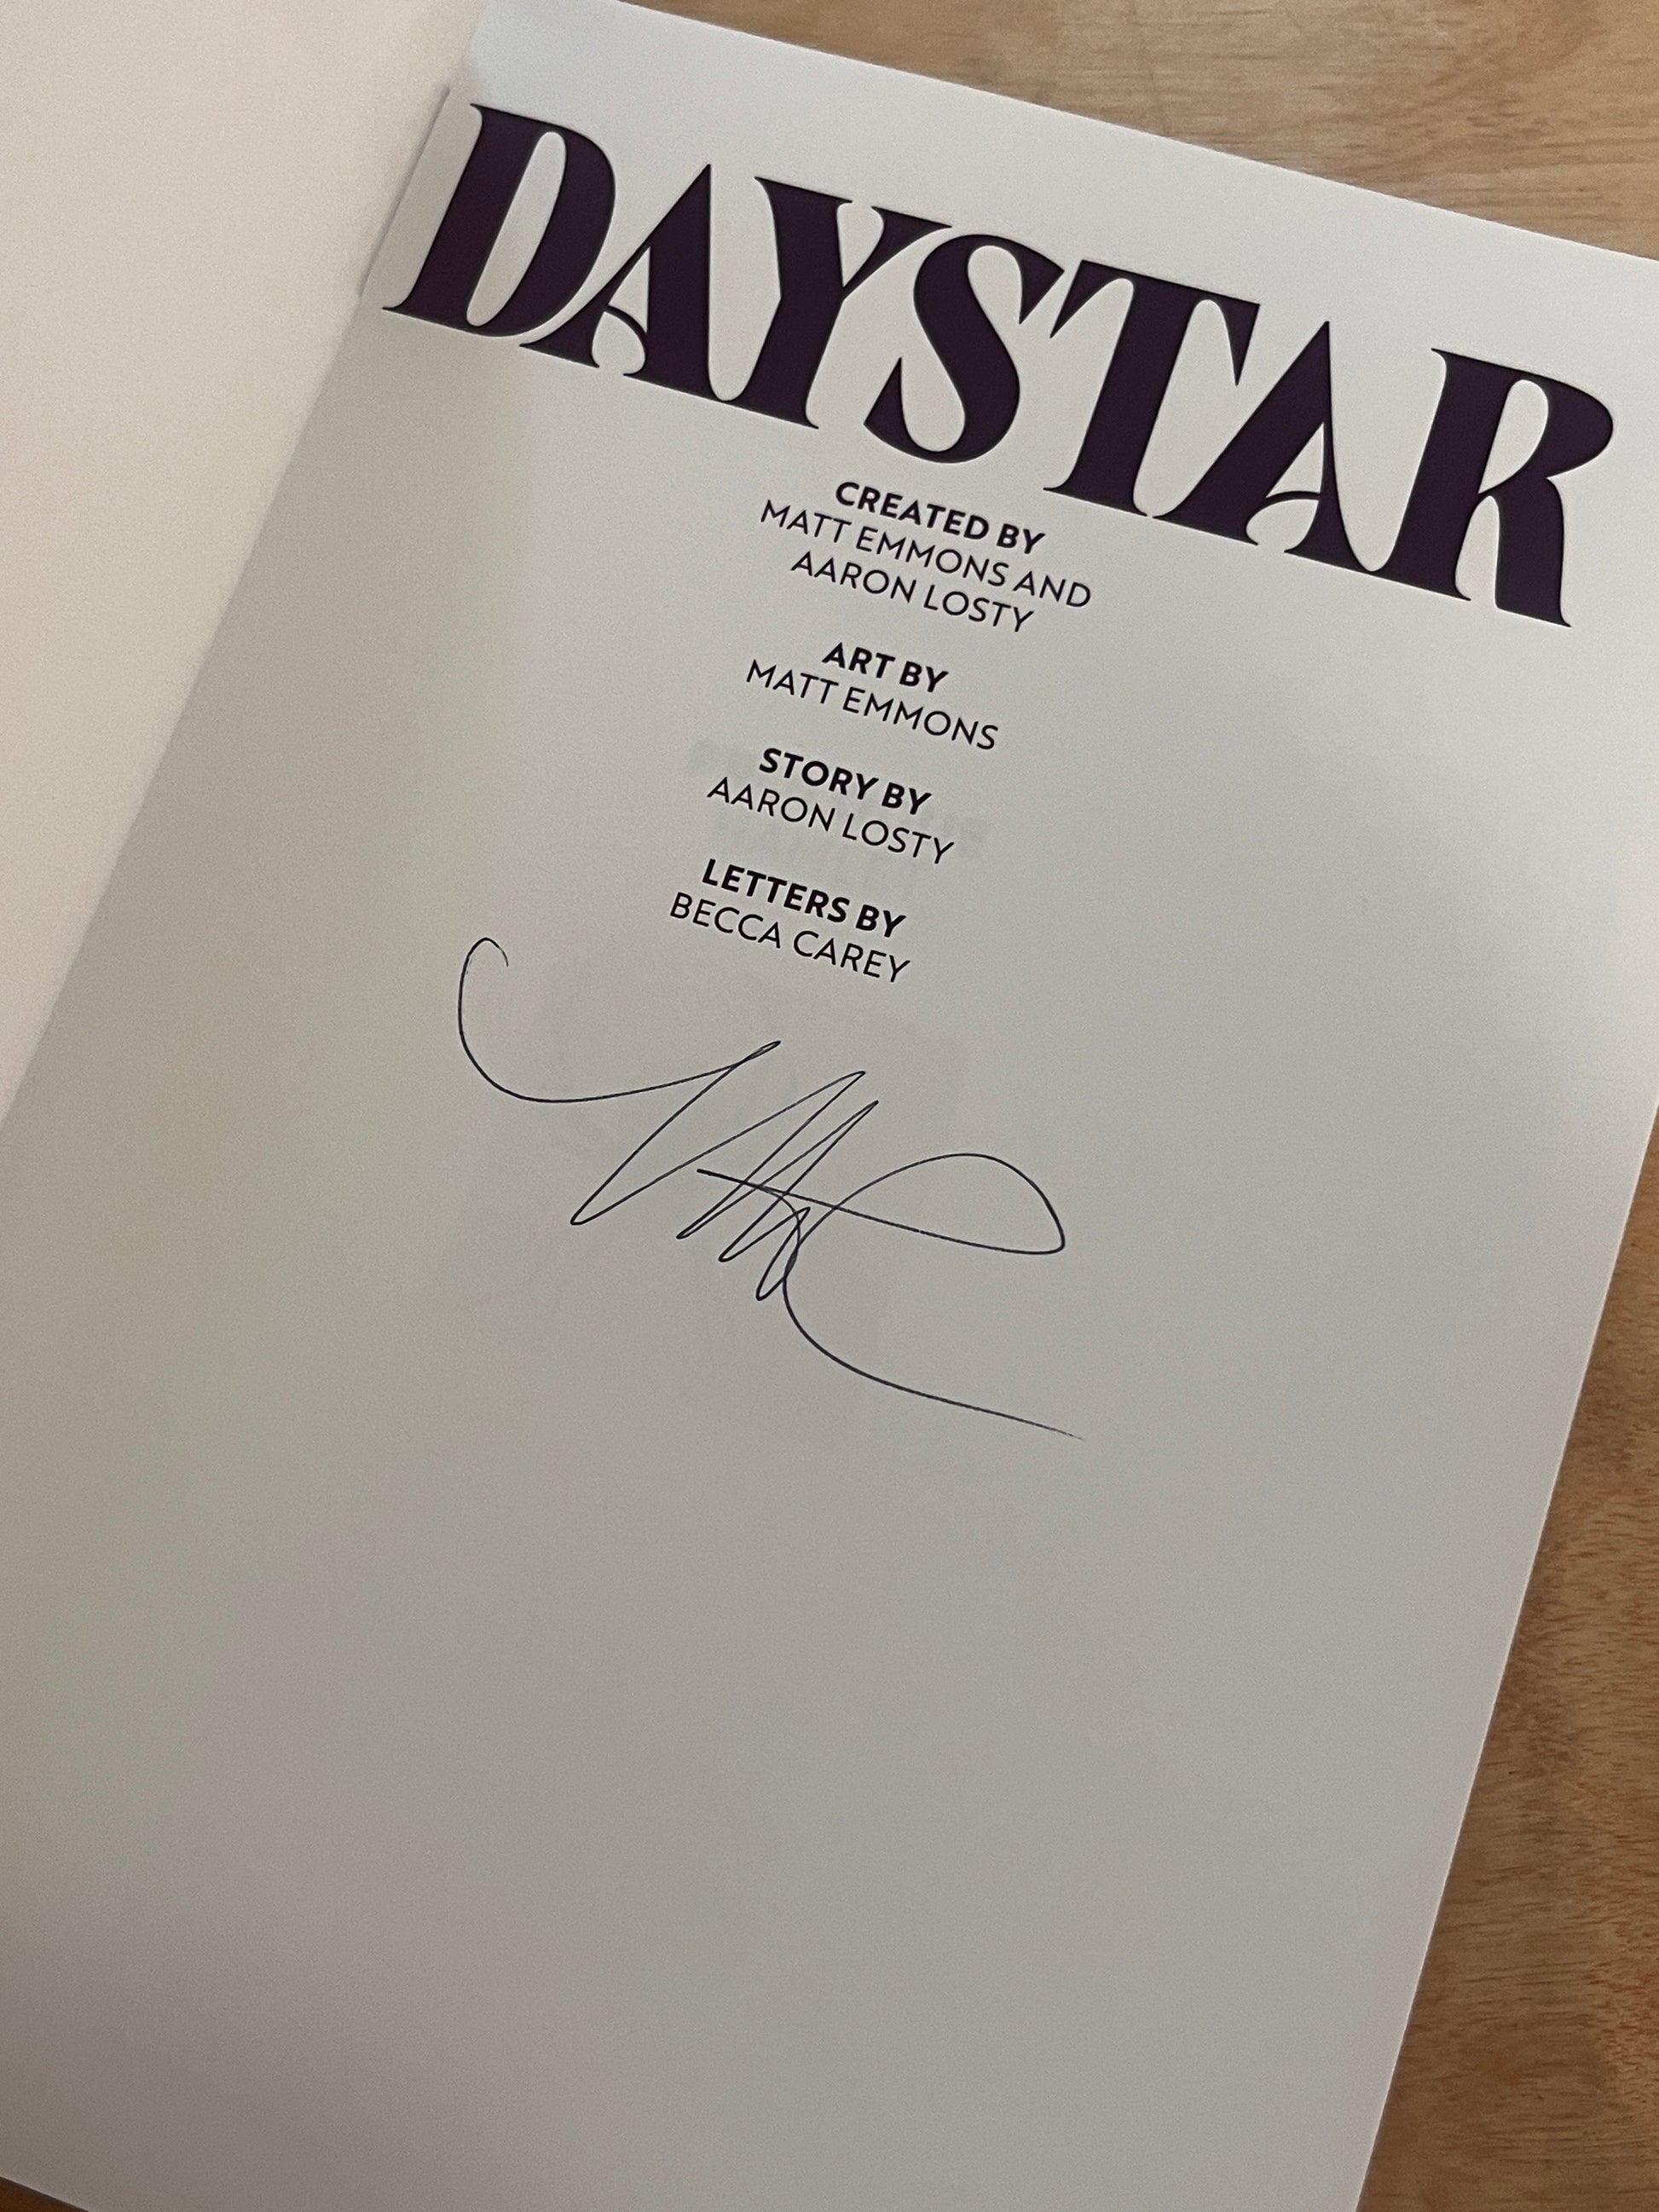 DAYSTAR
CREATED BY
MATT EMMONS AND
AARON LOSTY
ART BY
MATT EMMONS
STORY BY
AARON LOSTY
LETTERS BY
BECCA CAREY